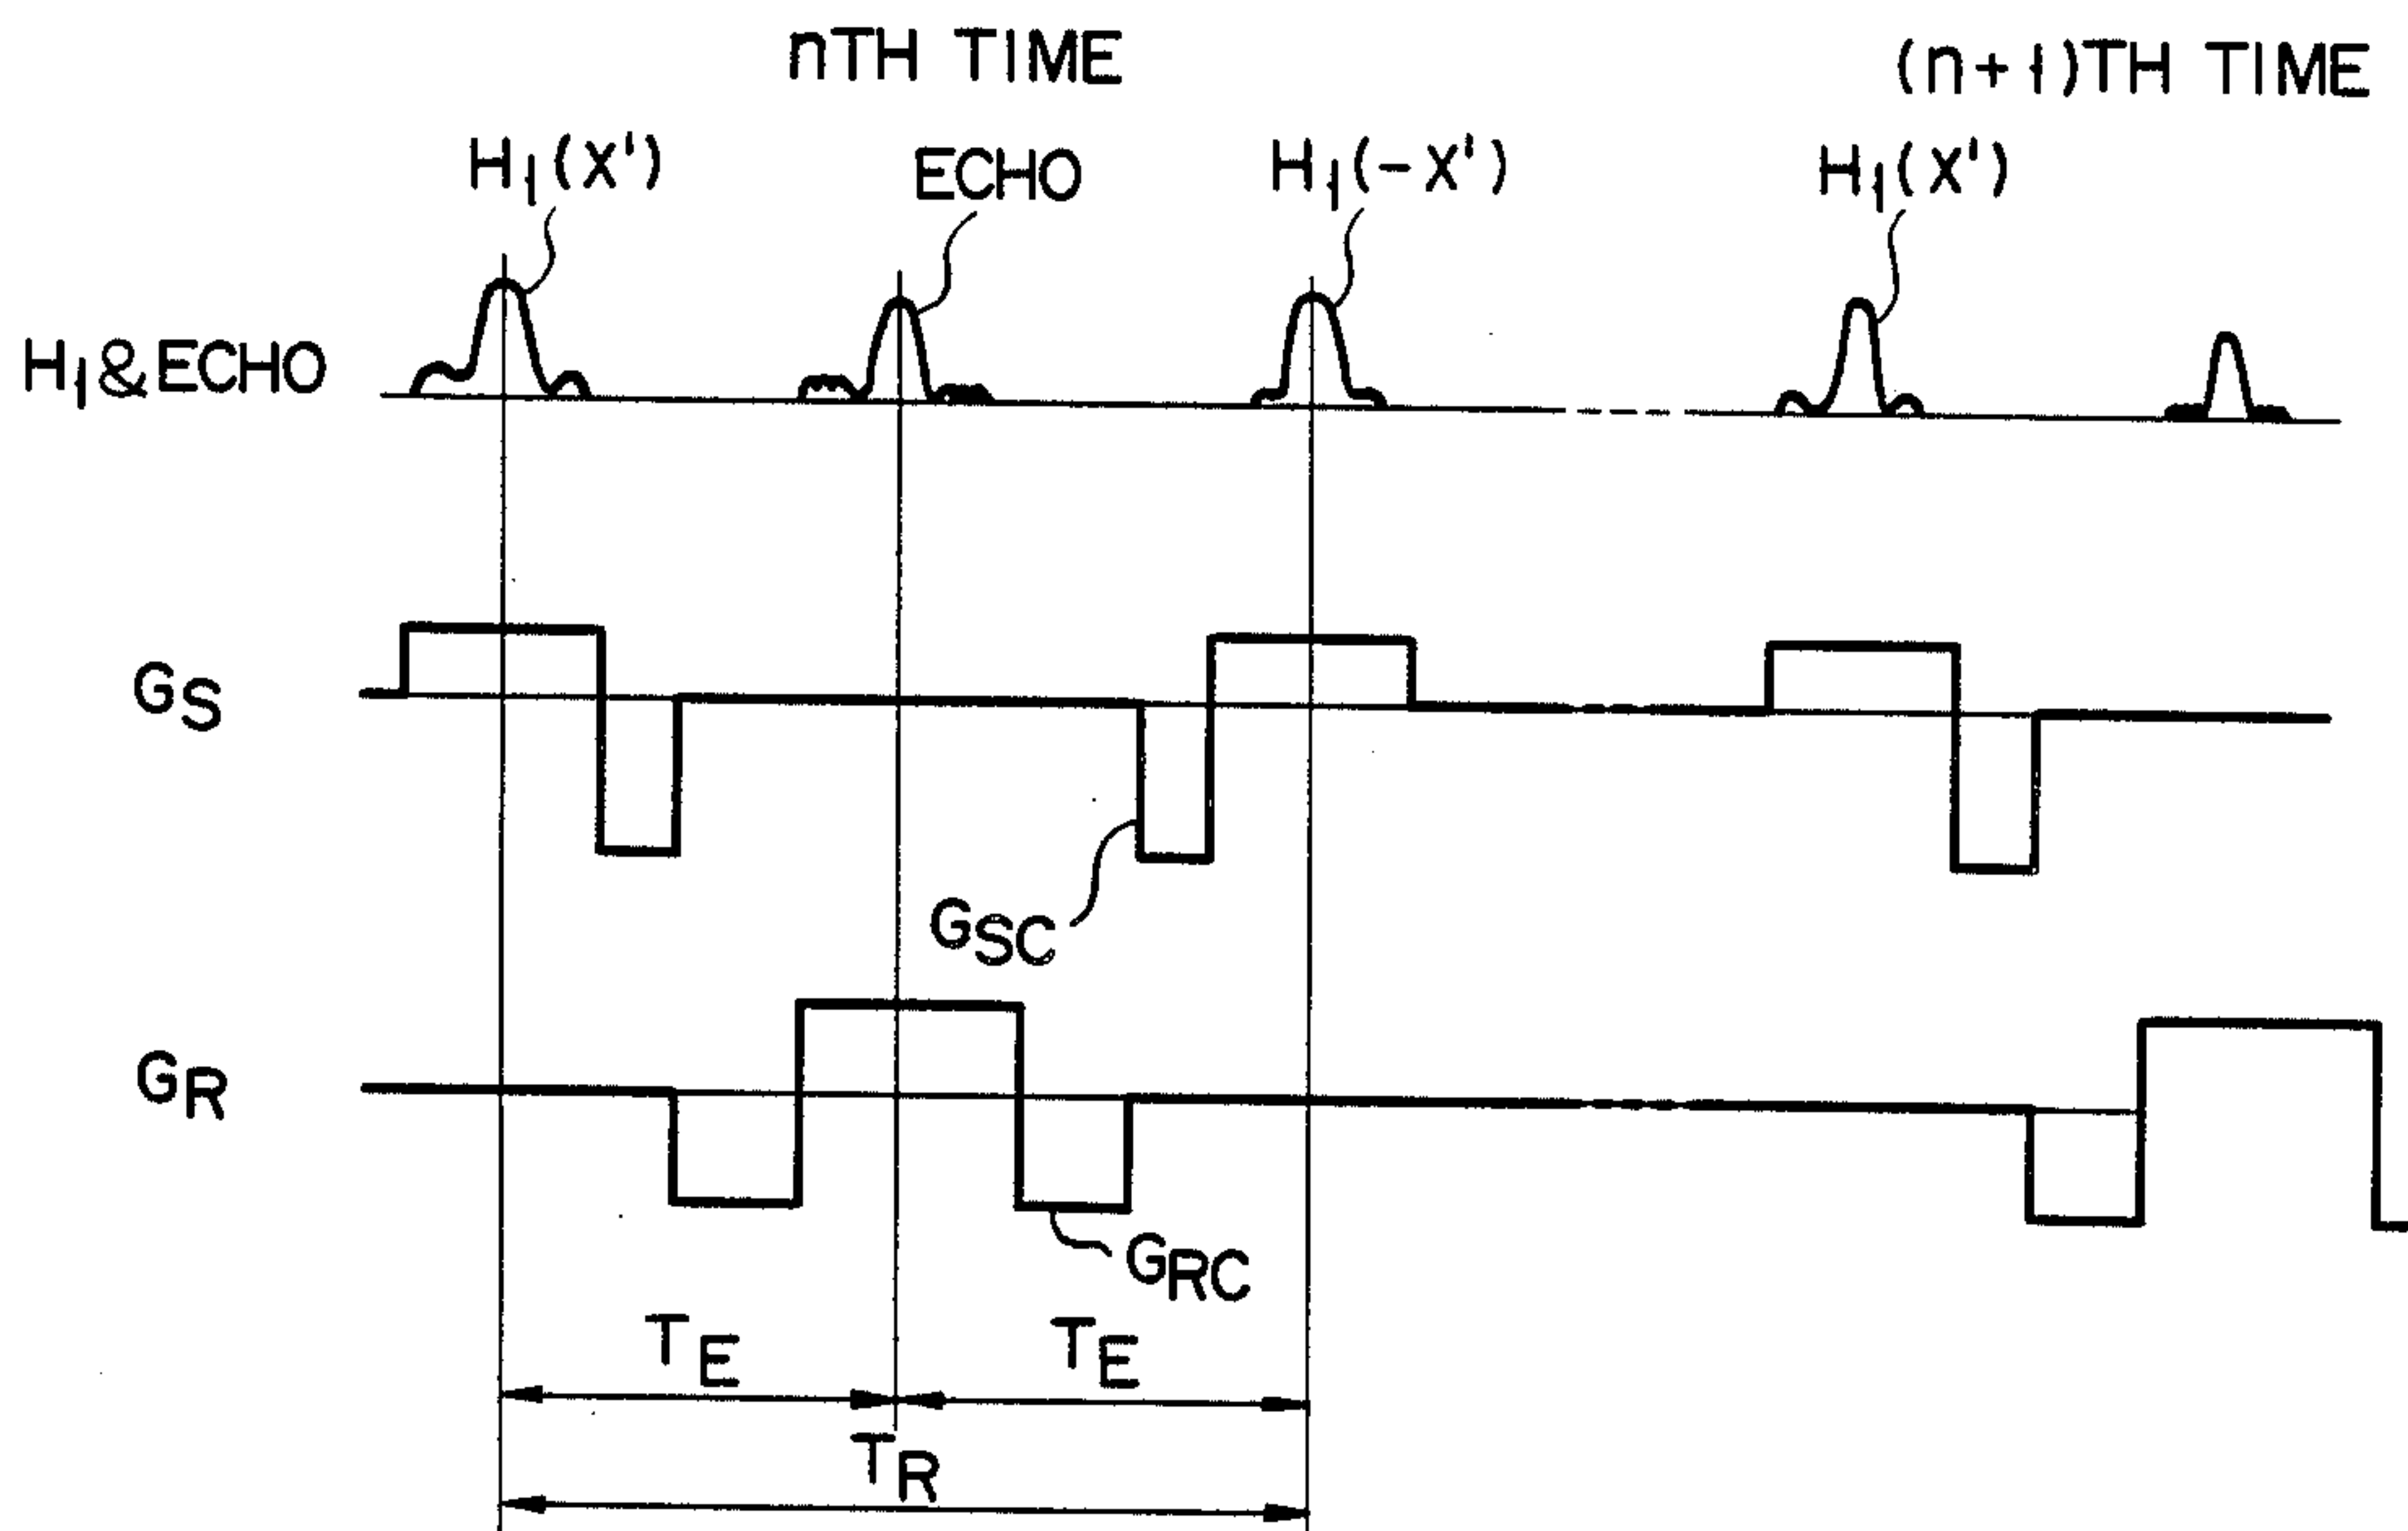 nTH TIME
(n+1)TH TIME
H1(X')
ECHO
H1(-X')
H1(X')
H1&ECHO
GS
GSC
GR
GRC
TE
TE
TR